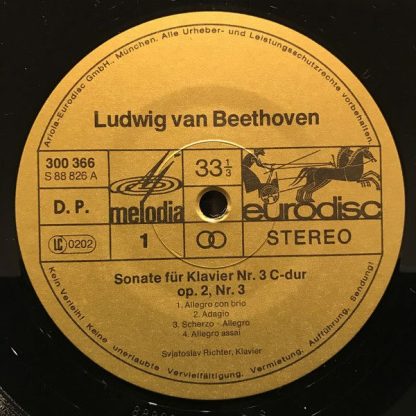 Ariola-Eurodisc GmbH., München. Alle Urheber- und Leistungsschutzrechte vorbehalten.
Ludwig van Beethoven
300 366
S 88 826 A
D. P.
LC 0202
melodia
1
33 1/3
eurodisc
STEREO
Sonate für Klavier Nr. 3 C-dur
op. 2, Nr. 3
1. Allegro con brio
2. Adagio
3. Scherzo - Allegro
4. Allegro assai
Svjatoslav Richter, Klavier
Kein Verleih! Keine unerlaubte Vervielfältigung, Vermietung, Aufführung, Sendung!